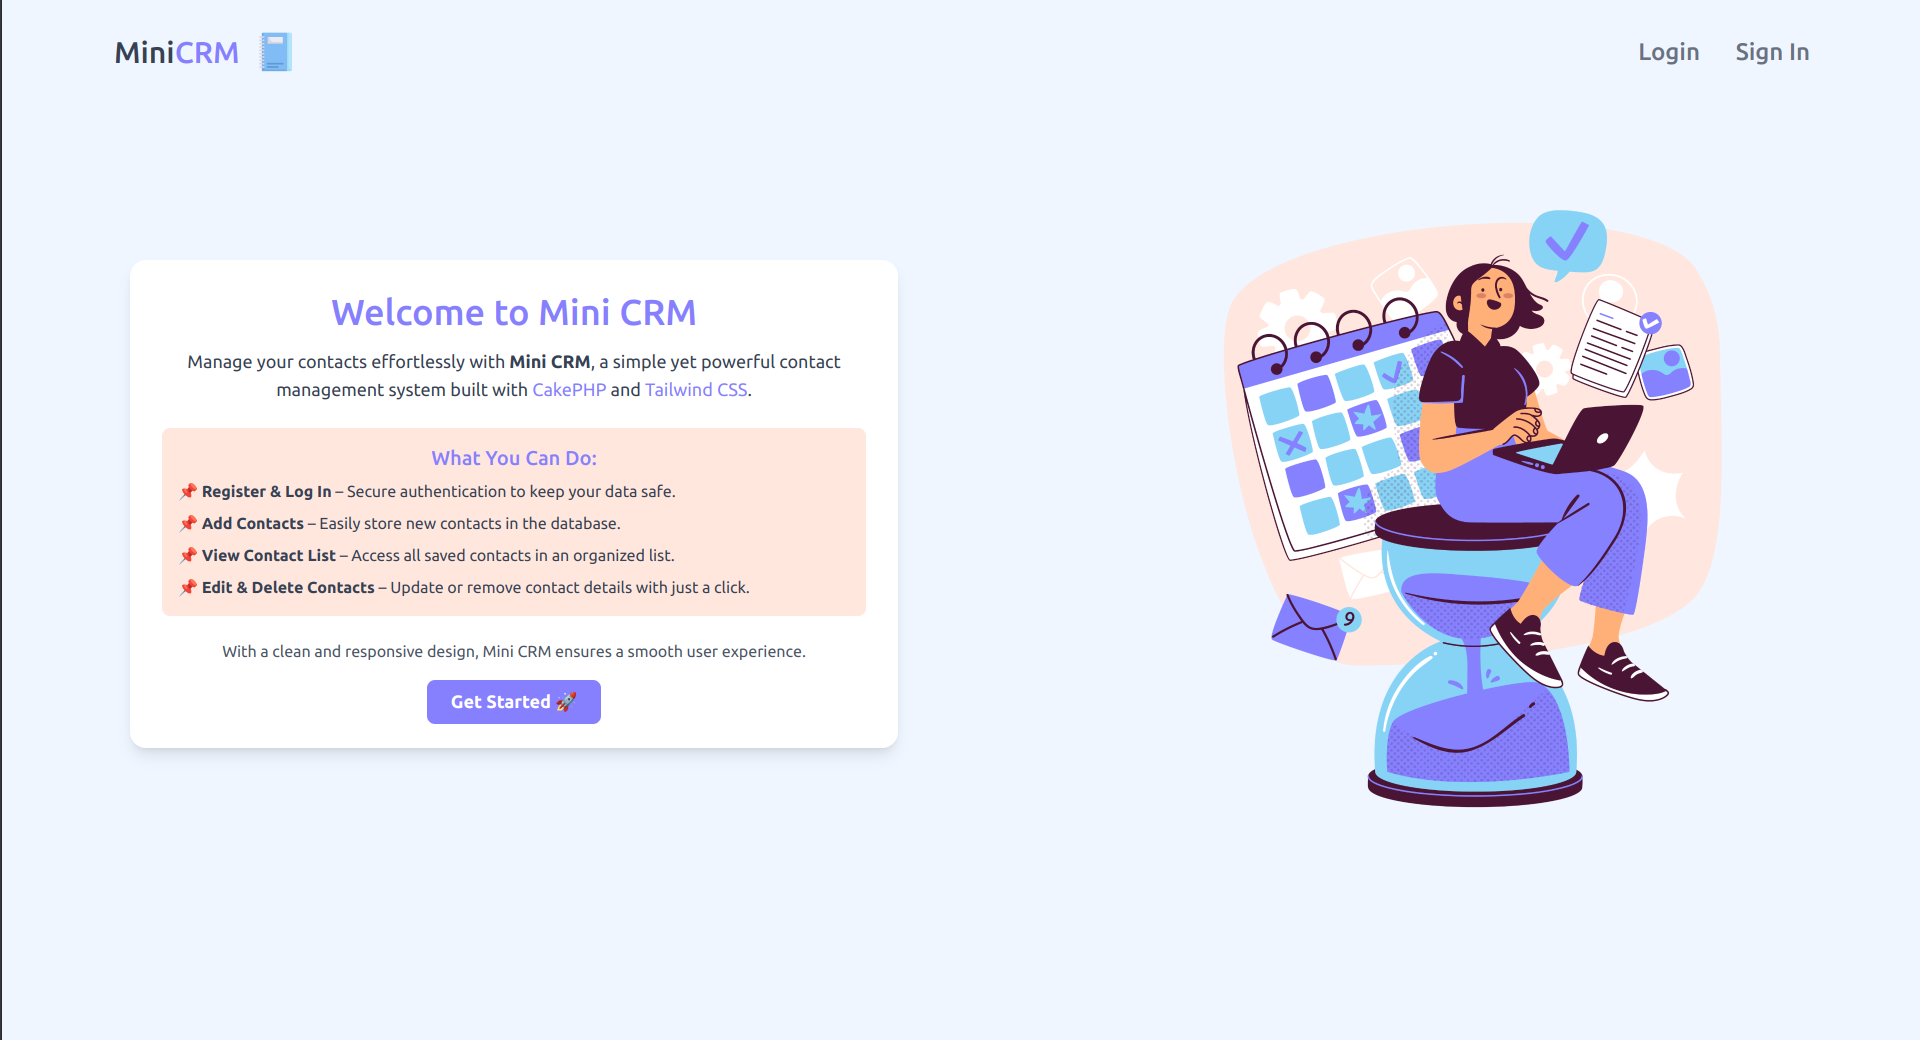 MiniCRM
Login Sign In
Welcome to Mini CRM
Manage your contacts effortlessly with Mini CRM, a simple yet powerful contact
management system built with CakePHP and Tailwind CSS.
What You Can Do:
📌 Register & Log In – Secure authentication to keep your data safe.
📌 Add Contacts – Easily store new contacts in the database.
📌 View Contact List – Access all saved contacts in an organized list.
📌 Edit & Delete Contacts – Update or remove contact details with just a click.
With a clean and responsive design, Mini CRM ensures a smooth user experience.
Get Started 🚀
9